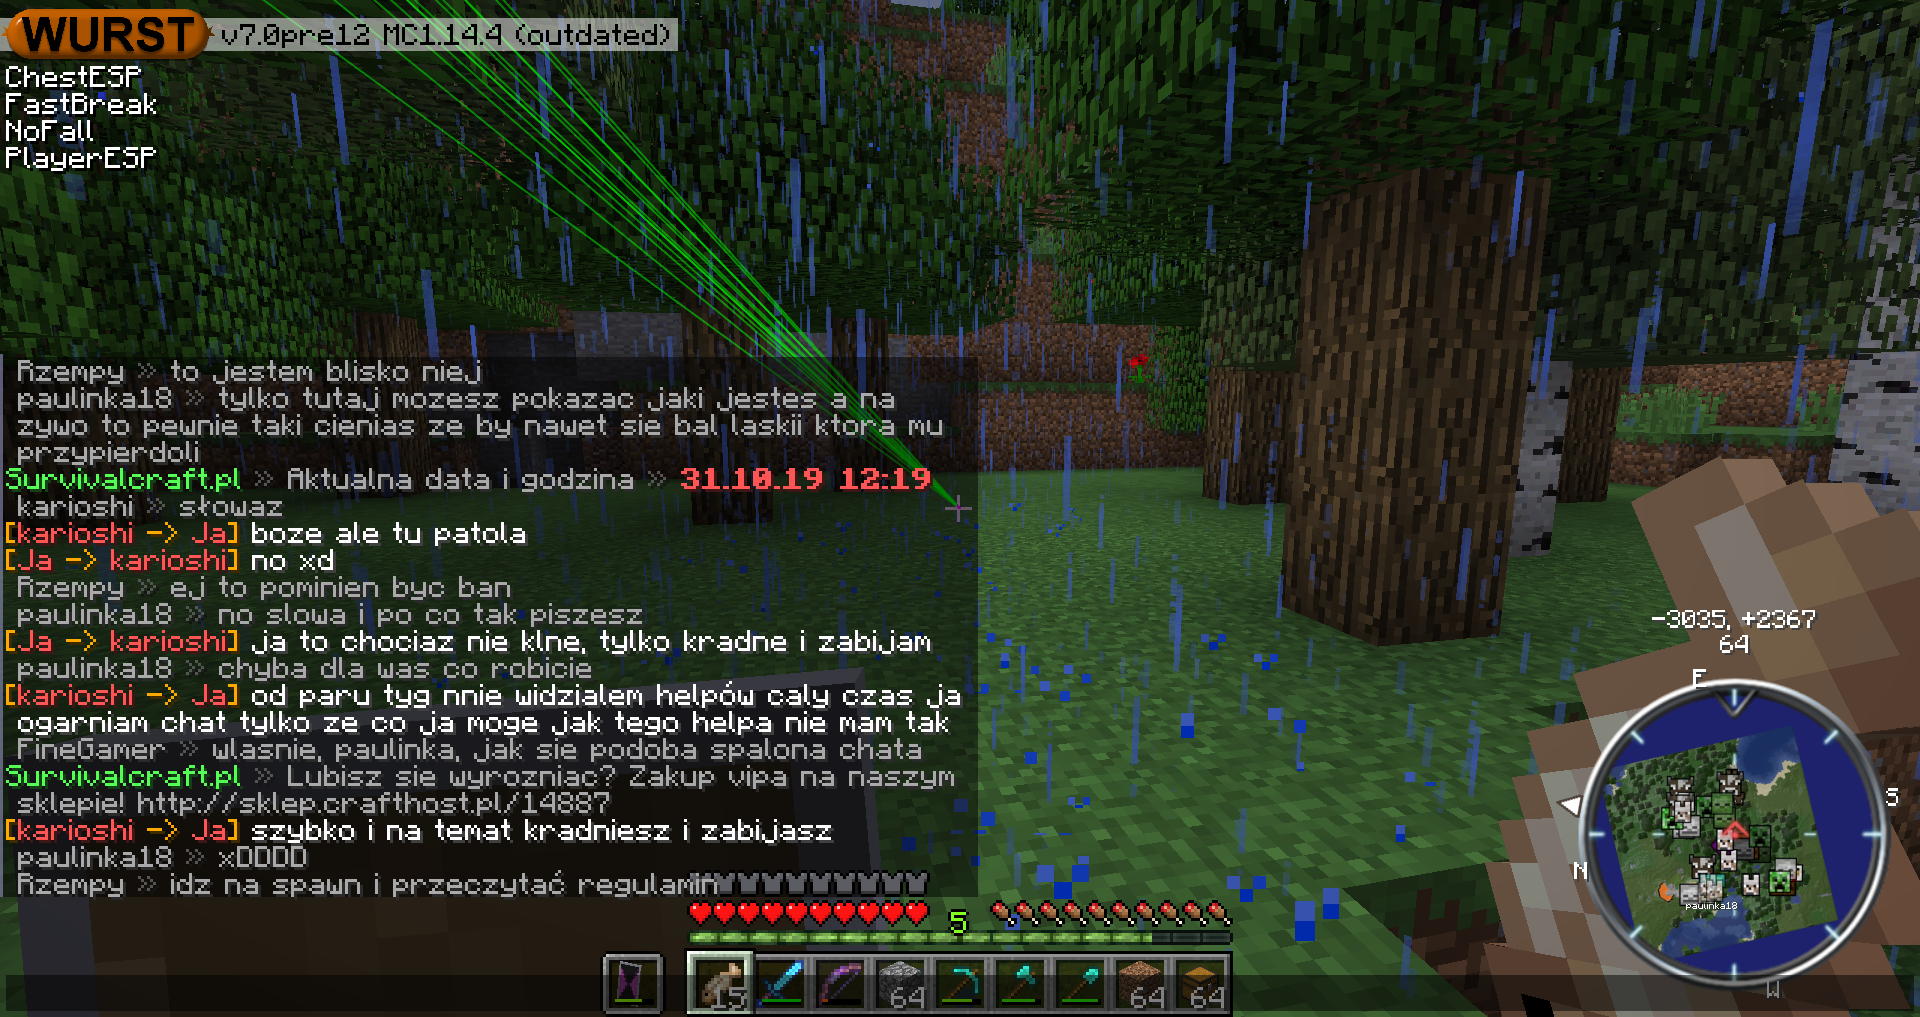 WURST v7.0pre12 MC1.14.4 (outdated)
ChestESP
FastBreak
NoFall
PlayerESP
Rzempy » to jestem blisko niej
paulinka18 » tylko tutaj mozesz pokazac jaki jestes a na
zywo to pewnie taki cienias ze by nawet sie bal laskii ktora mu
przypierdoli
Survivalcraft.pl » Aktualna data i godzina » 31.10.19 12:19
karioshi » słowaz
[karioshi -> Ja] boze ale tu patola
[Ja -> karioshi] no xd
Rzempy » ej to pominien byc ban
paulinka18 » no slowa i po co tak piszesz
[Ja -> karioshi] ja to chociaz nie klne, tylko kradne i zabijam
paulinka18 » chyba dla was co robicie
[karioshi -> Ja] od paru tyg nnie widzialem helpów caly czas ja
ogarniam chat tylko ze co ja moge jak tego helpa nie mam tak
FineGamer » wlasnie, paulinka, jak sie podoba spalona chata
Survivalcraft.pl » Lubisz sie wyrozniac? Zakup vipa na naszym
sklepie! http://sklep.crafthost.pl/14887
[karioshi -> Ja] szybko i na temat kradniesz i zabijasz
paulinka18 » xDDDD
Rzempy » idz na spawn i przeczytać regulamin
-3035, +2367
64
E
S
N
W
paulinka18
5
15
64
64
64